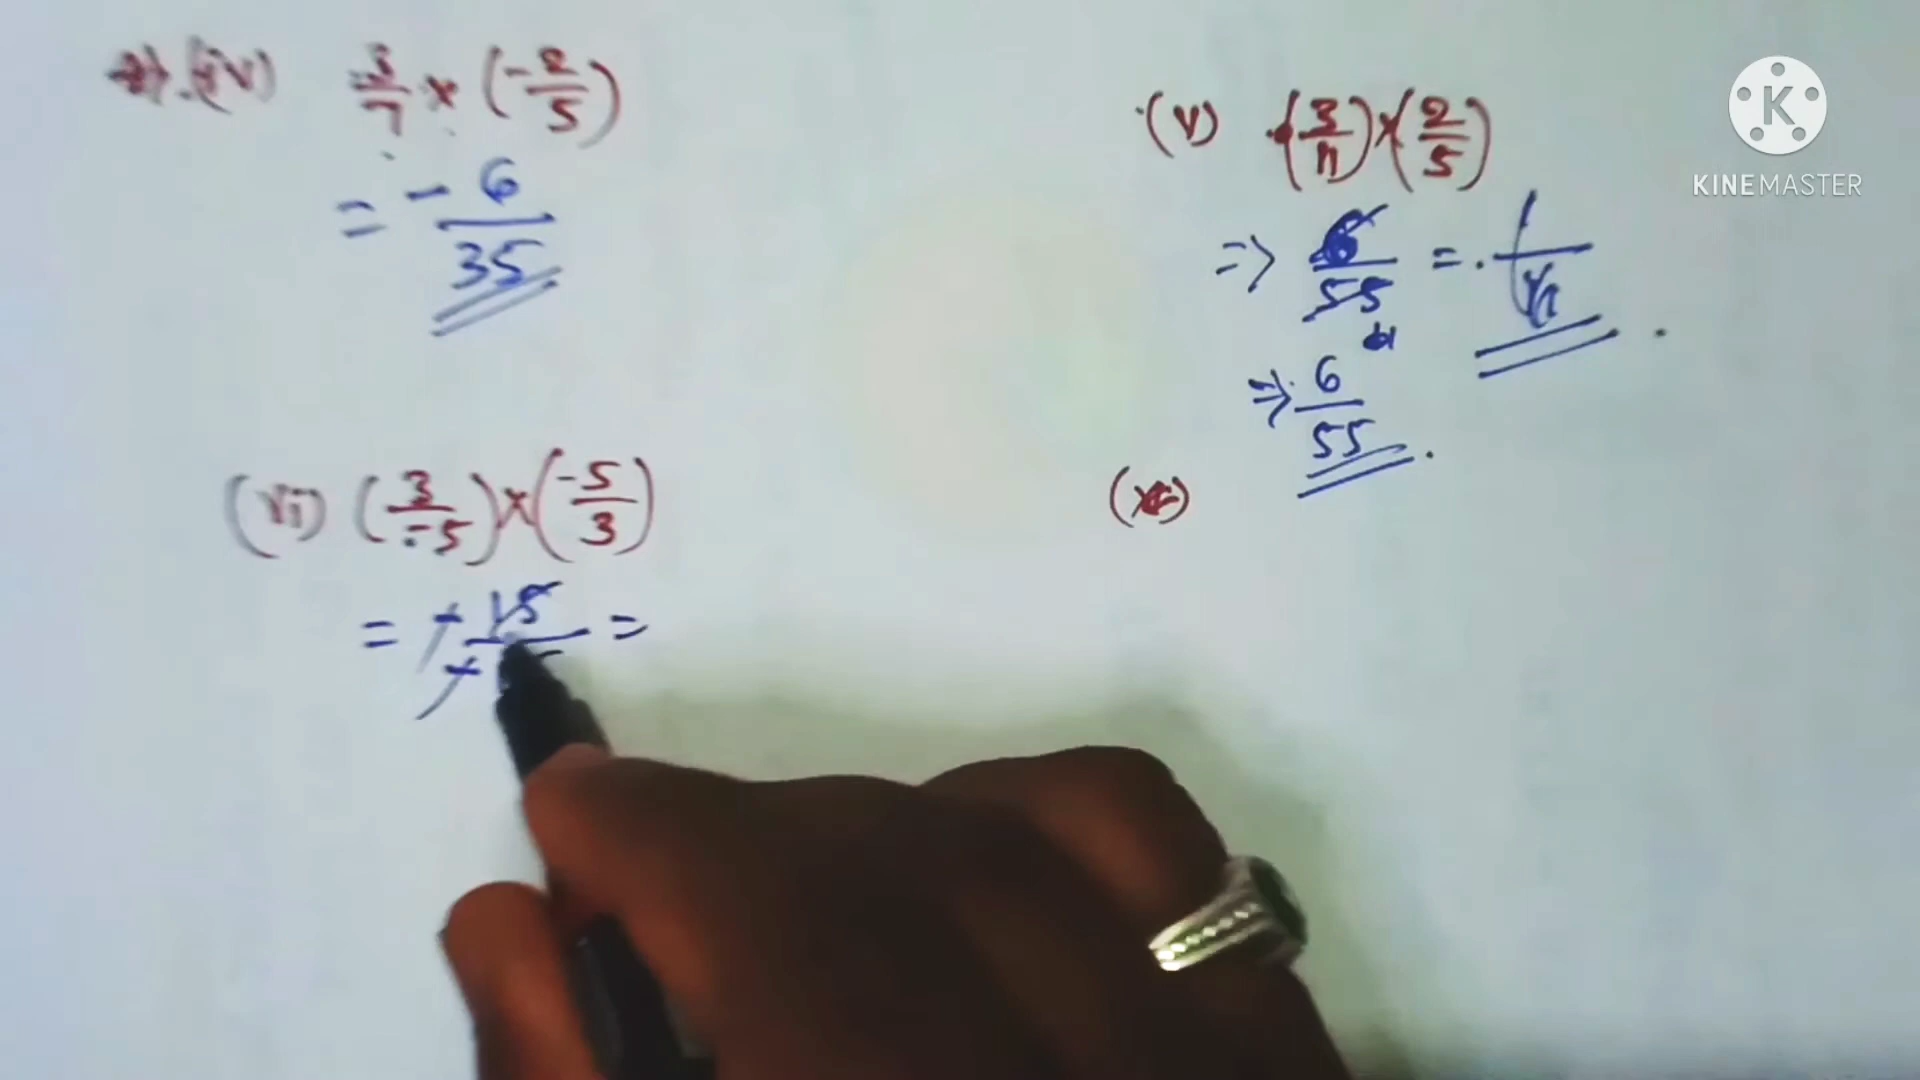 (iv) 3/7 × (-2/5)
= -6/35
(v) (3/11) × (2/5)
=> 6/55 =
=> 6/55
(vi) (3/-5) × (-5/3)
= -15/- =
K
KINEMASTER